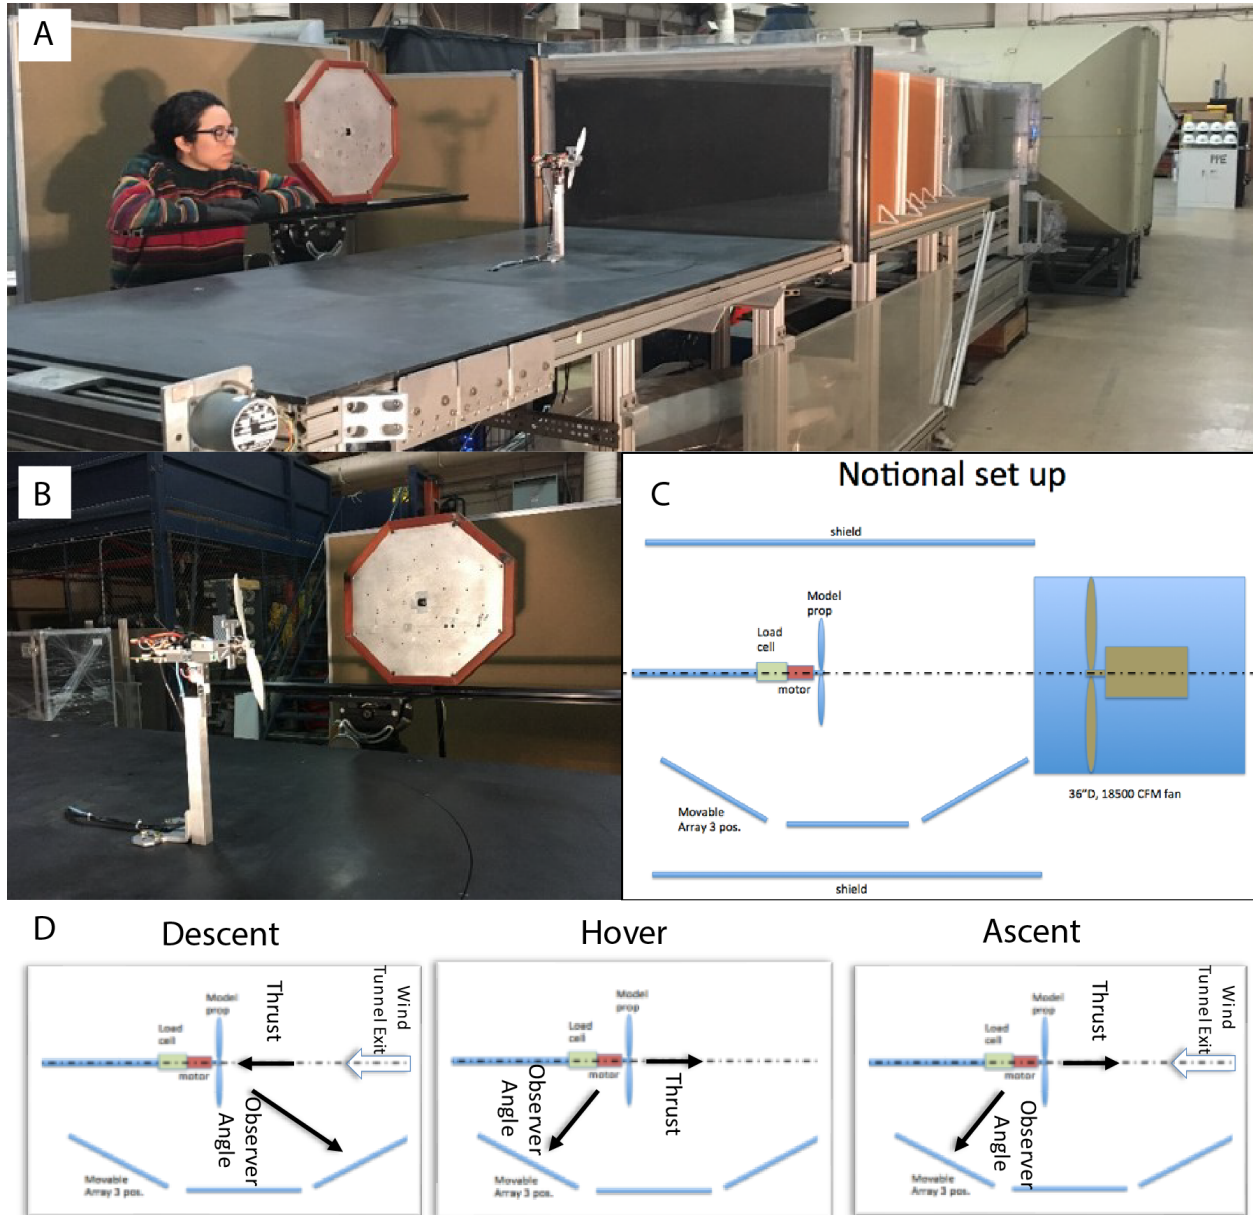 A
PPE
B
C
Notional set up
shield
Model
prop
Load
cell
motor
36"D, 18500 CFM fan
Movable
Array 3 pos.
shield
D
Descent
Hover
Ascent
Model
prop
Thrust
Wind
Tunnel Exit
Load
cell
motor
Observer
Angle
Movable
Array 3 pos.
Model
prop
Load
cell
motor
Thrust
Observer
Angle
Movable
Array 3 pos.
Model
prop
Thrust
Wind
Tunnel Exit
Load
cell
motor
Observer
Angle
Movable
Array 3 pos.